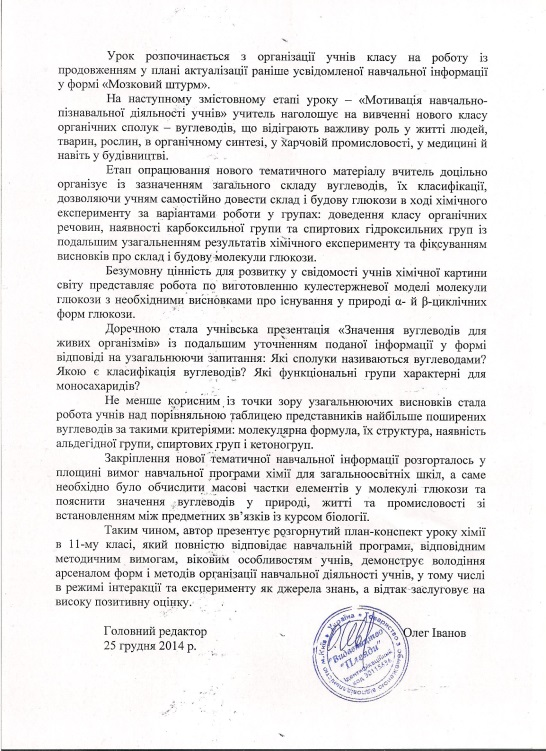 Урок розпочинається з організації учнів класу на роботу із
продовженням у плані актуалізації раніше усвідомленої навчальної інформації
у формі «Мозковий штурм».
На наступному змістовному етапі уроку – «Мотивація навчально-
пізнавальної діяльності учнів» учитель наголошує на вивченні нового класу
органічних сполук – вуглеводів, що відіграють важливу роль у житті людей,
тварин, рослин, в органічному синтезі, у харчовій промисловості, у медицині й
навіть у будівництві.
Етап опрацювання нового тематичного матеріалу вчитель доцільно
організує із зазначенням загального складу вуглеводів, їх класифікації,
дозволяючи учням самостійно довести склад і будову глюкози в ході хімічного
експерименту за варіантами роботи у групах: доведення класу органічних
речовин, наявності карбоксильної групи та спиртових гідроксильних груп із
подальшим узагальненням результатів хімічного експерименту та фіксуванням
висновків про склад і будову молекули глюкози.
Безумовну цінність для розвитку у свідомості учнів хімічної картини
світу представляє робота по виготовленню кулестержневої моделі молекули
глюкози з необхідними висновками про існування у природі α- й β-циклічних
форм глюкози.
Доречною стала учнівська презентація «Значення вуглеводів для
живих організмів» із подальшим уточненням поданої інформації у формі
відповіді на узагальнюючі запитання: Які сполуки називаються вуглеводами?
Якою є класифікація вуглеводів? Які функціональні групи характерні для
моносахаридів?
Не менше корисним із точки зору узагальнюючих висновків стала
робота учнів над порівняльною таблицею представників найбільше поширених
вуглеводів за такими критеріями: молекулярна формула, їх структура, наявність
альдегідної групи, спиртових груп і кетоногруп.
Закріплення нової тематичної навчальної інформації розгорталось у
площині вимог навчальної програми хімії для загальноосвітніх шкіл, а саме
необхідно було обчислити масові частки елементів у молекулі глюкози та
пояснити значення вуглеводів у природі, житті та промисловості зі
встановленням між предметних зв’язків із курсом біології.
Таким чином, автор презентує розгорнутий план-конспект уроку хімії
в 11-му класі, який повністю відповідає навчальній програми, відповідним
методичним вимогам, віковим особливостям учнів, демонструє володіння
арсеналом форм і методів організації навчальної діяльності учнів, у тому числі
в режимі інтеракції та експерименту як джерела знань, а відтак заслуговує на
високу позитивну оцінку.
Головний редактор Олег Іванов
25 грудня 2014 р.
"Видавництво
"Плеяди"
Ідентифікаційний